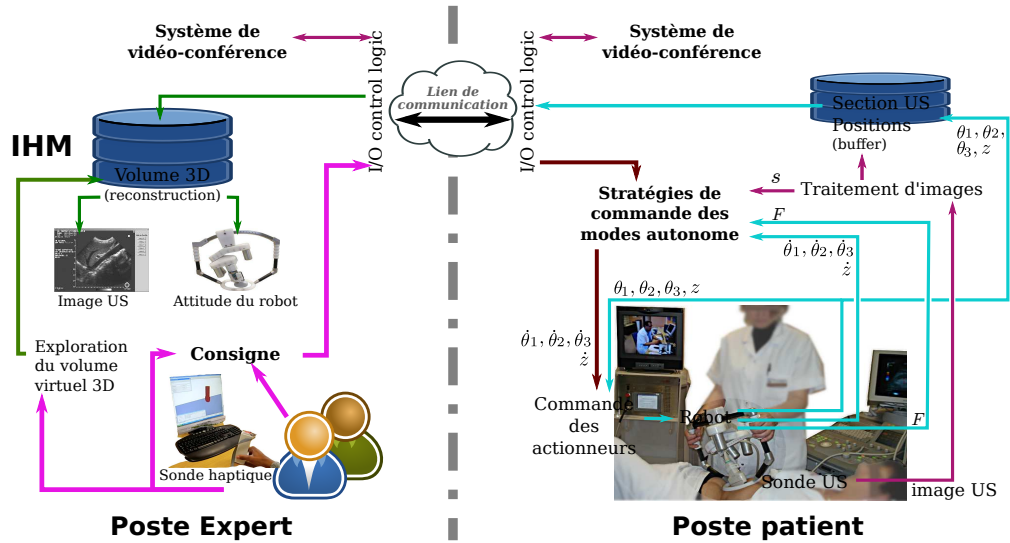 Système de
vidéo-conférence
I/O control logic
IHM
Volume 3D
(reconstruction)
Image US
Attitude du robot
Exploration
du volume
virtuel 3D
Consigne
Sonde haptique
Poste Expert
Lien de
communication
I/O control logic
Système de
vidéo-conférence
Section US
Positions
(buffer)
θ₁, θ₂,
θ₃, z
s
Traitement d'images
Stratégies de
commande des
modes autonome
F
θ̇₁, θ̇₂, θ̇₃
ż
θ₁, θ₂, θ₃, z
θ̇₁, θ̇₂, θ̇₃
ż
Commande
des
actionneurs
Robot
F
Sonde US
image US
Poste patient